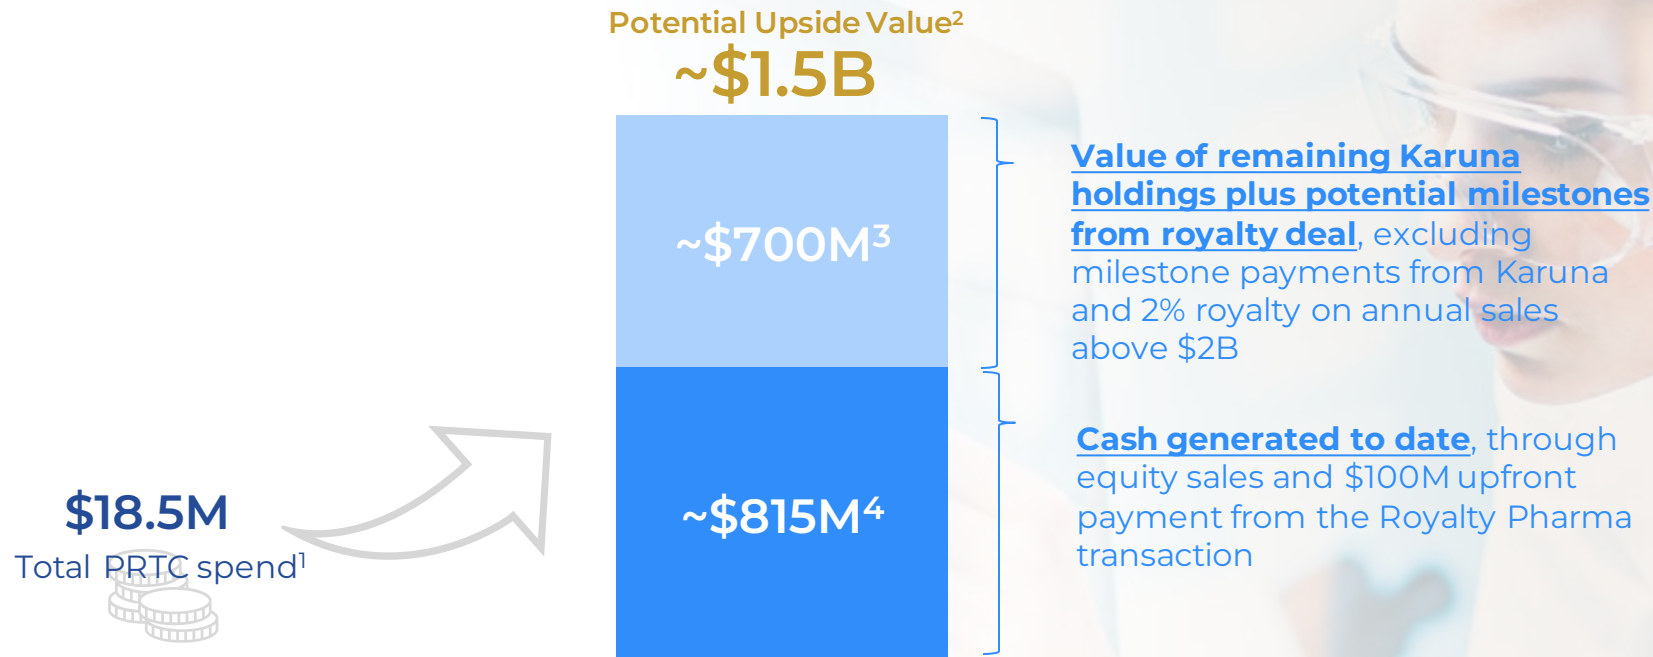 Potential Upside Value²
~$1.5B
~$700M³
Value of remaining Karuna
holdings plus potential milestones
from royalty deal, excluding
milestone payments from Karuna
and 2% royalty on annual sales
above $2B
$18.5M
Total PRTC spend¹
~$815M⁴
Cash generated to date, through
equity sales and $100M upfront
payment from the Royalty Pharma
transaction